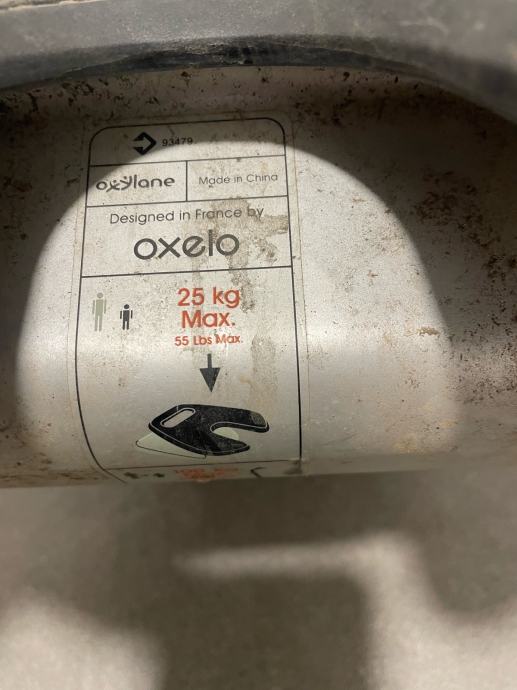 93479
oxylane
Made in China
Designed in France by
oxelo
25 kg
Max.
55 Lbs Max.